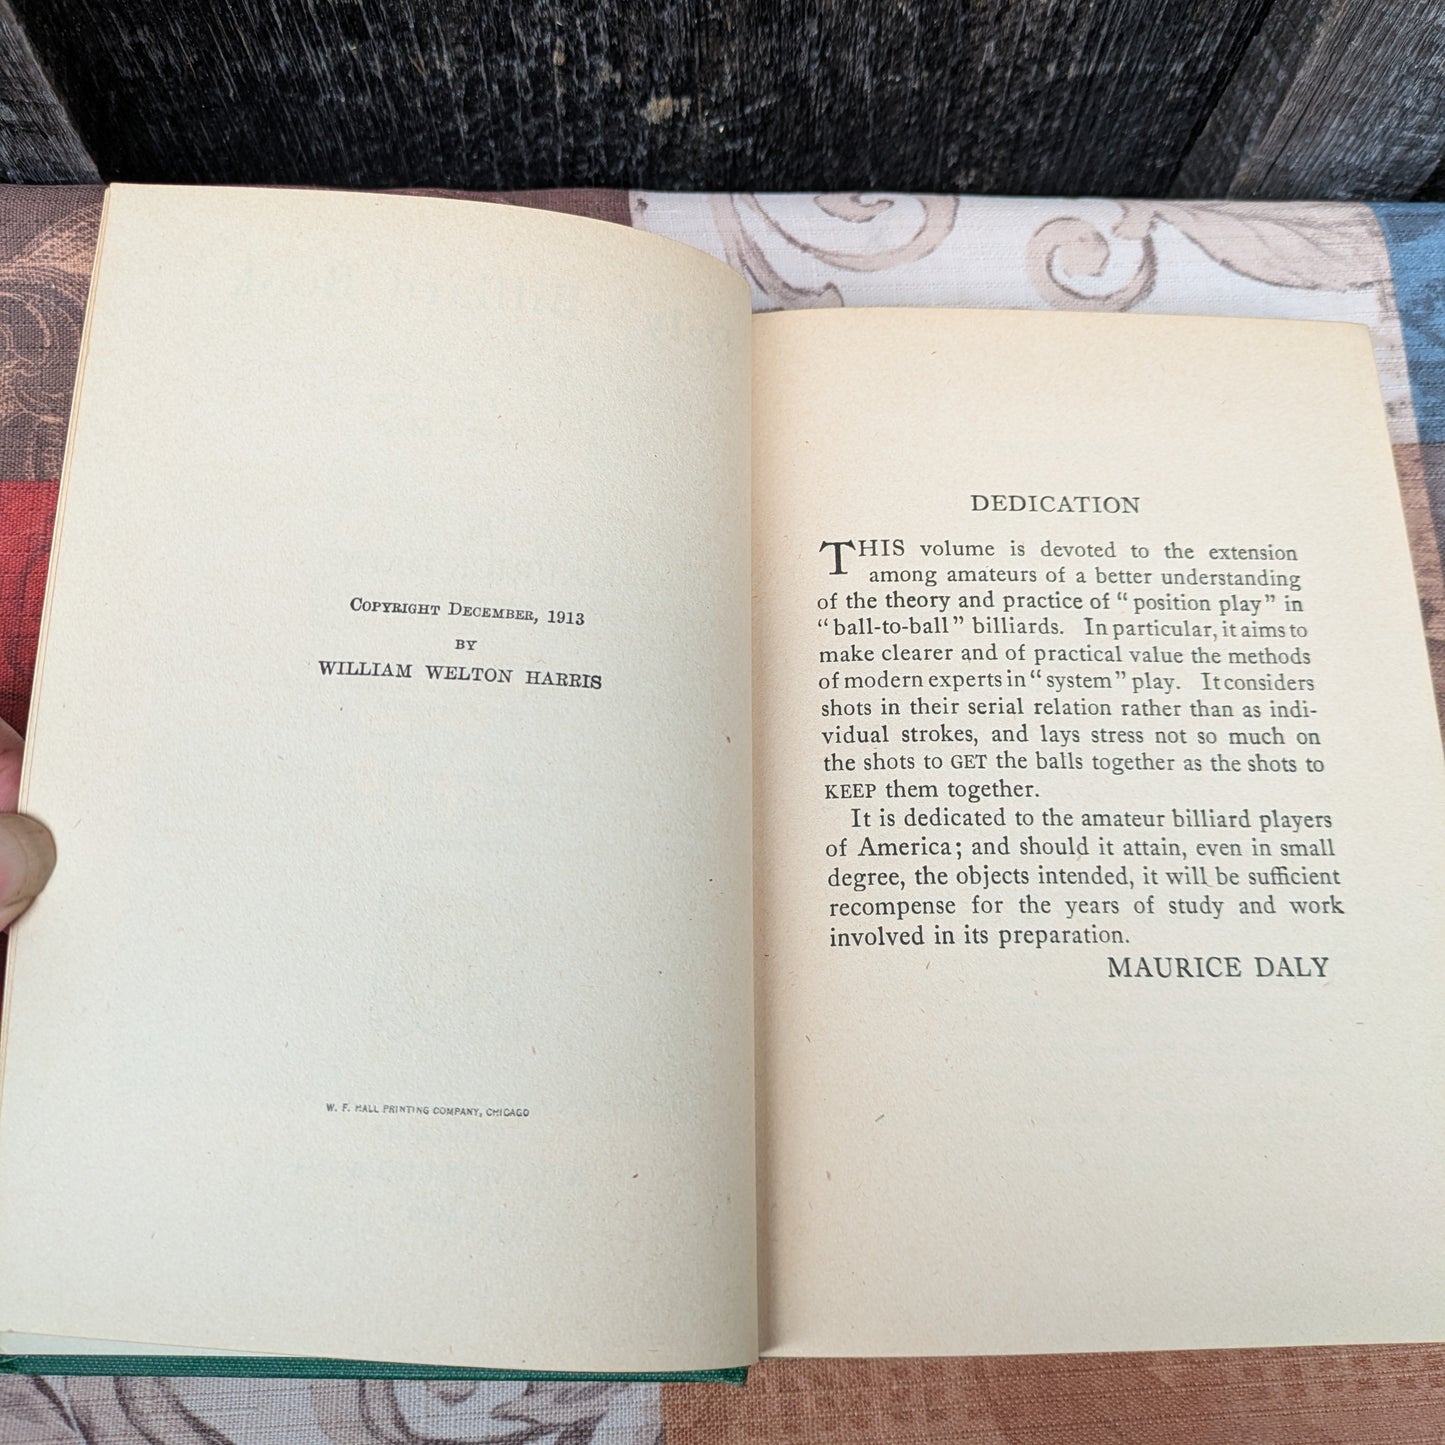 COPYRIGHT DECEMBER, 1913
BY
WILLIAM WELTON HARRIS
W. F. HALL PRINTING COMPANY, CHICAGO
DEDICATION
THIS volume is devoted to the extension
among amateurs of a better understanding
of the theory and practice of “position play” in
“ball-to-ball” billiards. In particular, it aims to
make clearer and of practical value the methods
of modern experts in “system” play. It considers
shots in their serial relation rather than as indi-
vidual strokes, and lays stress not so much on
the shots to GET the balls together as the shots to
KEEP them together.
It is dedicated to the amateur billiard players
of America; and should it attain, even in small
degree, the objects intended, it will be sufficient
recompense for the years of study and work
involved in its preparation.
MAURICE DALY